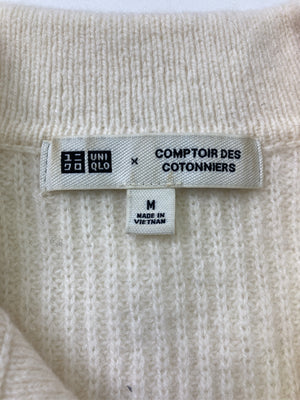 ユニ UNI × COMPTOIR DES
クロ QLO COTONNIERS
M
MADE IN
VIETNAM